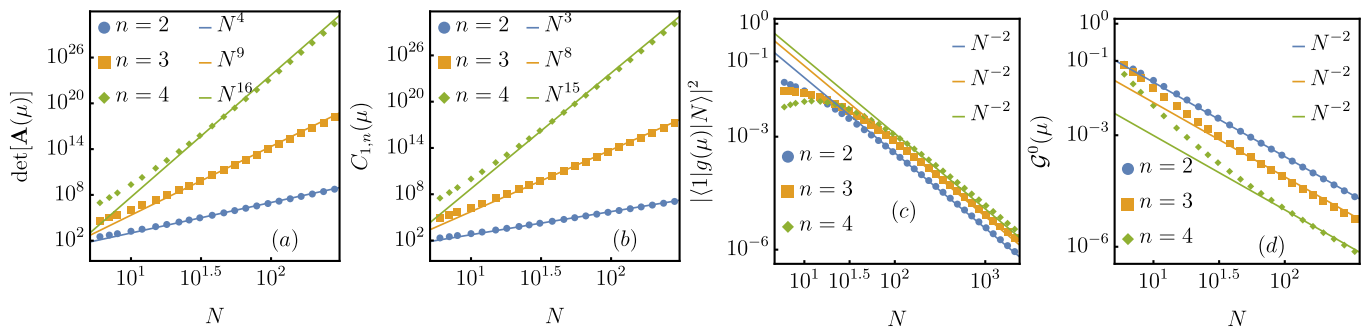 det[A(μ)]
10^26
10^20
10^14
10^8
10^2
n = 2
n = 3
n = 4
N^4
N^9
N^16
(a)
10^1
10^1.5
10^2
N
C_{1,n}(μ)
10^26
10^20
10^14
10^8
10^2
n = 2
n = 3
n = 4
N^3
N^8
N^15
(b)
10^1
10^1.5
10^2
N
|⟨1|g(μ)|N⟩|^2
10^0
10^-1
10^-3
10^-6
N^-2
N^-2
N^-2
n = 2
n = 3
n = 4
(c)
10^1
10^1.5
10^2
10^3
N
𝒢^0(μ)
10^0
10^-1
10^-3
10^-6
N^-2
N^-2
N^-2
n = 2
n = 3
n = 4
(d)
10^1
10^1.5
10^2
N